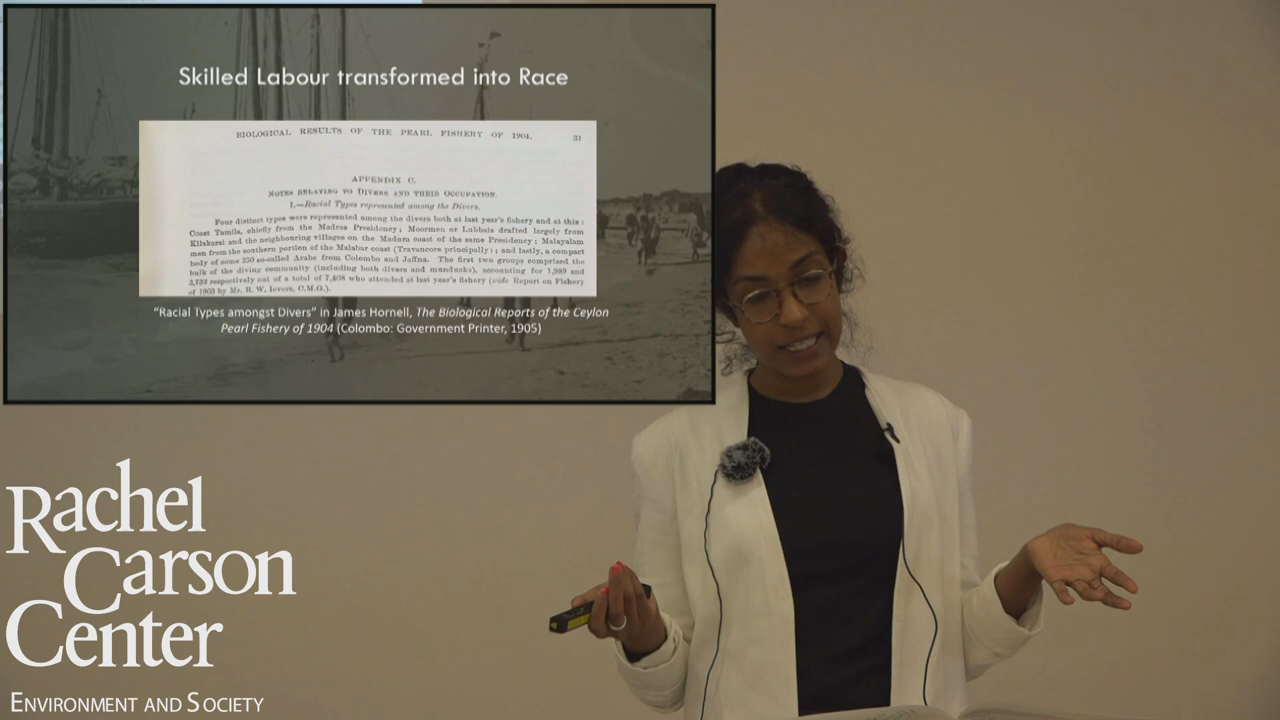 Skilled Labour transformed into Race
BIOLOGICAL RESULTS OF THE PEARL FISHERY OF 1904. 31
APPENDIX C.
NOTES RELATING TO DIVERS AND THEIR OCCUPATION.
1.—Racial Types represented among the Divers.
Four distinct types were represented among the divers both at last year's fishery and at this:
Coast Tamils, chiefly from the Madras Presidency; Moormen or Lubbais drafted largely from
Kilakarai and the neighbouring villages on the Madura coast of the same Presidency; Malayalam
men from the southern portion of the Malabar coast (Travancore principally); and lastly, a compact
body of some 250 so-called Arabs from Colombo and Jaffna. The first two groups comprised the
bulk of the diving community (including both divers and munducks), accounting for 1,989 and
3,733 respectively out of a total of 7,408 who attended at last year's fishery (vide Report on Fishery
of 1903 by Mr. R. W. Ievers, C.M.G.).
"Racial Types amongst Divers" in James Hornell, The Biological Reports of the Ceylon
Pearl Fishery of 1904 (Colombo: Government Printer, 1905)
Rachel
Carson
Center
ENVIRONMENT AND SOCIETY